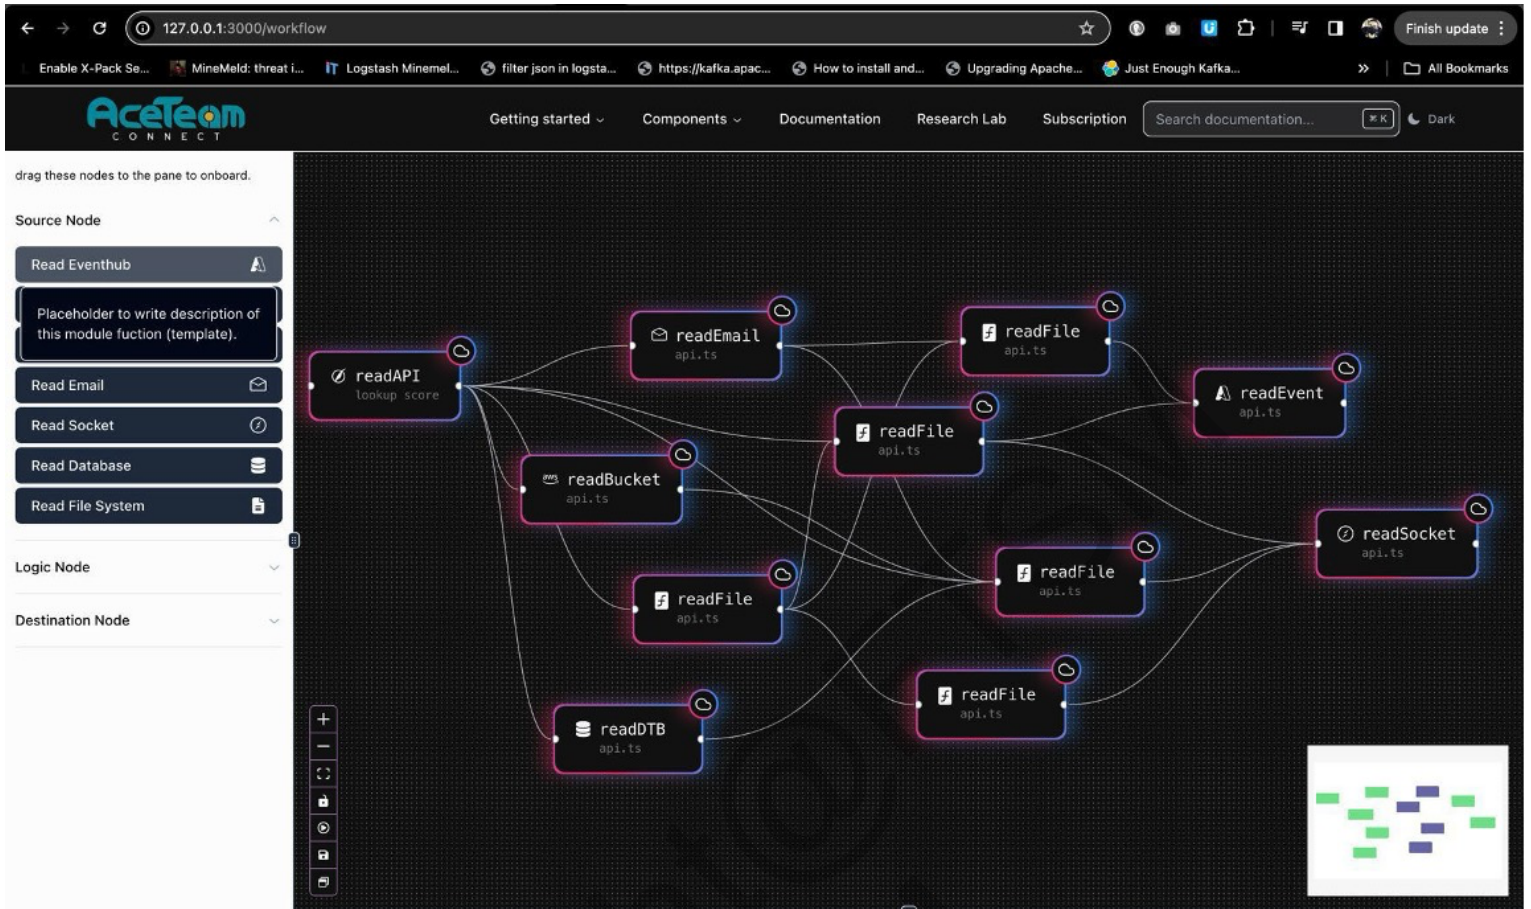 127.0.0.1:3000/workflow
Finish update
Enable X-Pack Se...
MineMeld: threat i...
Logstash Minemel...
filter json in logsta...
https://kafka.apac...
How to install and...
Upgrading Apache...
Just Enough Kafka...
»
All Bookmarks
AceTeam
CONNECT
Getting started
Components
Documentation
Research Lab
Subscription
Search documentation...
⌘ K
Dark
drag these nodes to the pane to onboard.
Source Node
Read Eventhub
Placeholder to write description of
this module fuction (template).
Read Email
Read Socket
Read Database
Read File System
Logic Node
Destination Node
readAPI
lookup score
readEmail
api.ts
readFile
api.ts
readEvent
api.ts
readFile
api.ts
aws readBucket
api.ts
readSocket
api.ts
readFile
api.ts
readFile
api.ts
readFile
api.ts
readDTB
api.ts